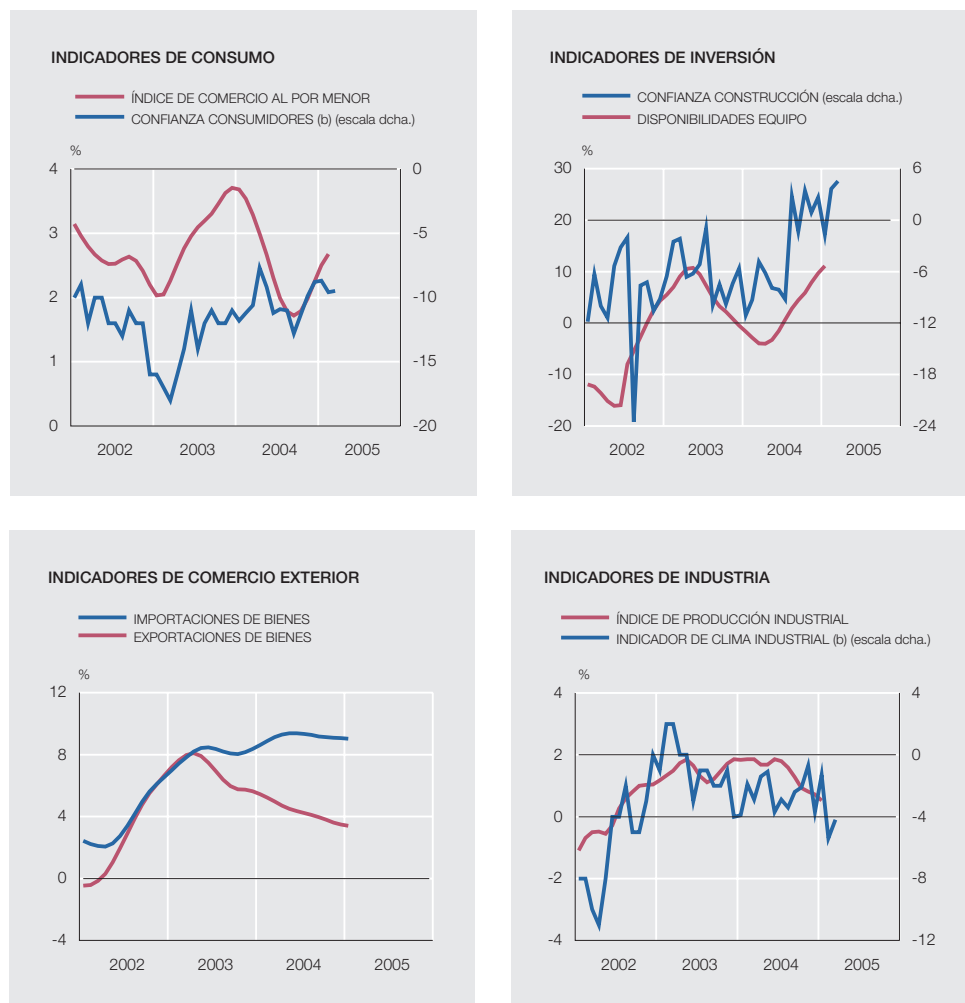 INDICADORES DE CONSUMO
ÍNDICE DE COMERCIO AL POR MENOR
CONFIANZA CONSUMIDORES (b) (escala dcha.)
%
4
3
2
1
0
0
-5
-10
-15
-20
2002 2003 2004 2005
INDICADORES DE INVERSIÓN
CONFIANZA CONSTRUCCIÓN (escala dcha.)
DISPONIBILIDADES EQUIPO
%
30
20
10
0
-10
-20
6
0
-6
-12
-18
-24
2002 2003 2004 2005
INDICADORES DE COMERCIO EXTERIOR
IMPORTACIONES DE BIENES
EXPORTACIONES DE BIENES
%
12
8
4
0
-4
2002 2003 2004 2005
INDICADORES DE INDUSTRIA
ÍNDICE DE PRODUCCIÓN INDUSTRIAL
INDICADOR DE CLIMA INDUSTRIAL (b) (escala dcha.)
%
4
2
0
-2
-4
4
0
-4
-8
-12
2002 2003 2004 2005